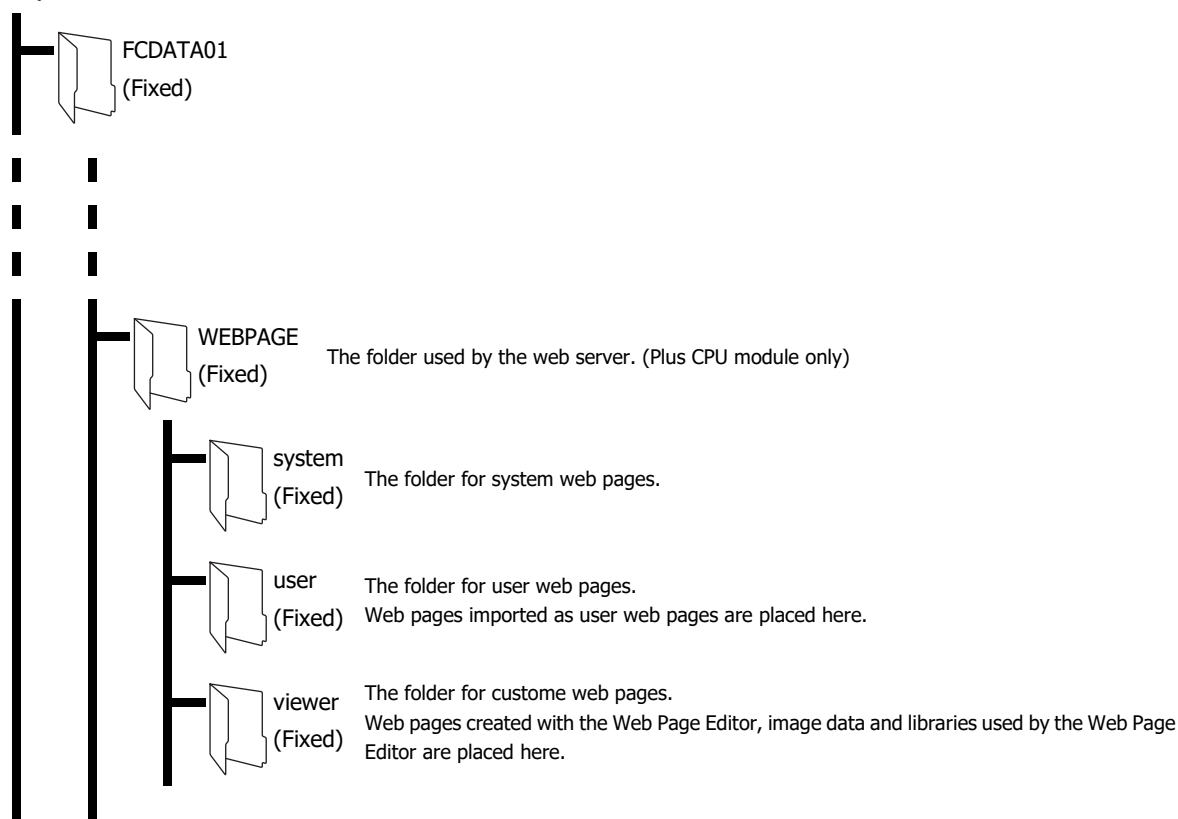 FCDATA01
(Fixed)
WEBPAGE
(Fixed)
The folder used by the web server. (Plus CPU module only)
system
(Fixed)
The folder for system web pages.
user
(Fixed)
The folder for user web pages.
Web pages imported as user web pages are placed here.
viewer
(Fixed)
The folder for custome web pages.
Web pages created with the Web Page Editor, image data and libraries used by the Web Page
Editor are placed here.